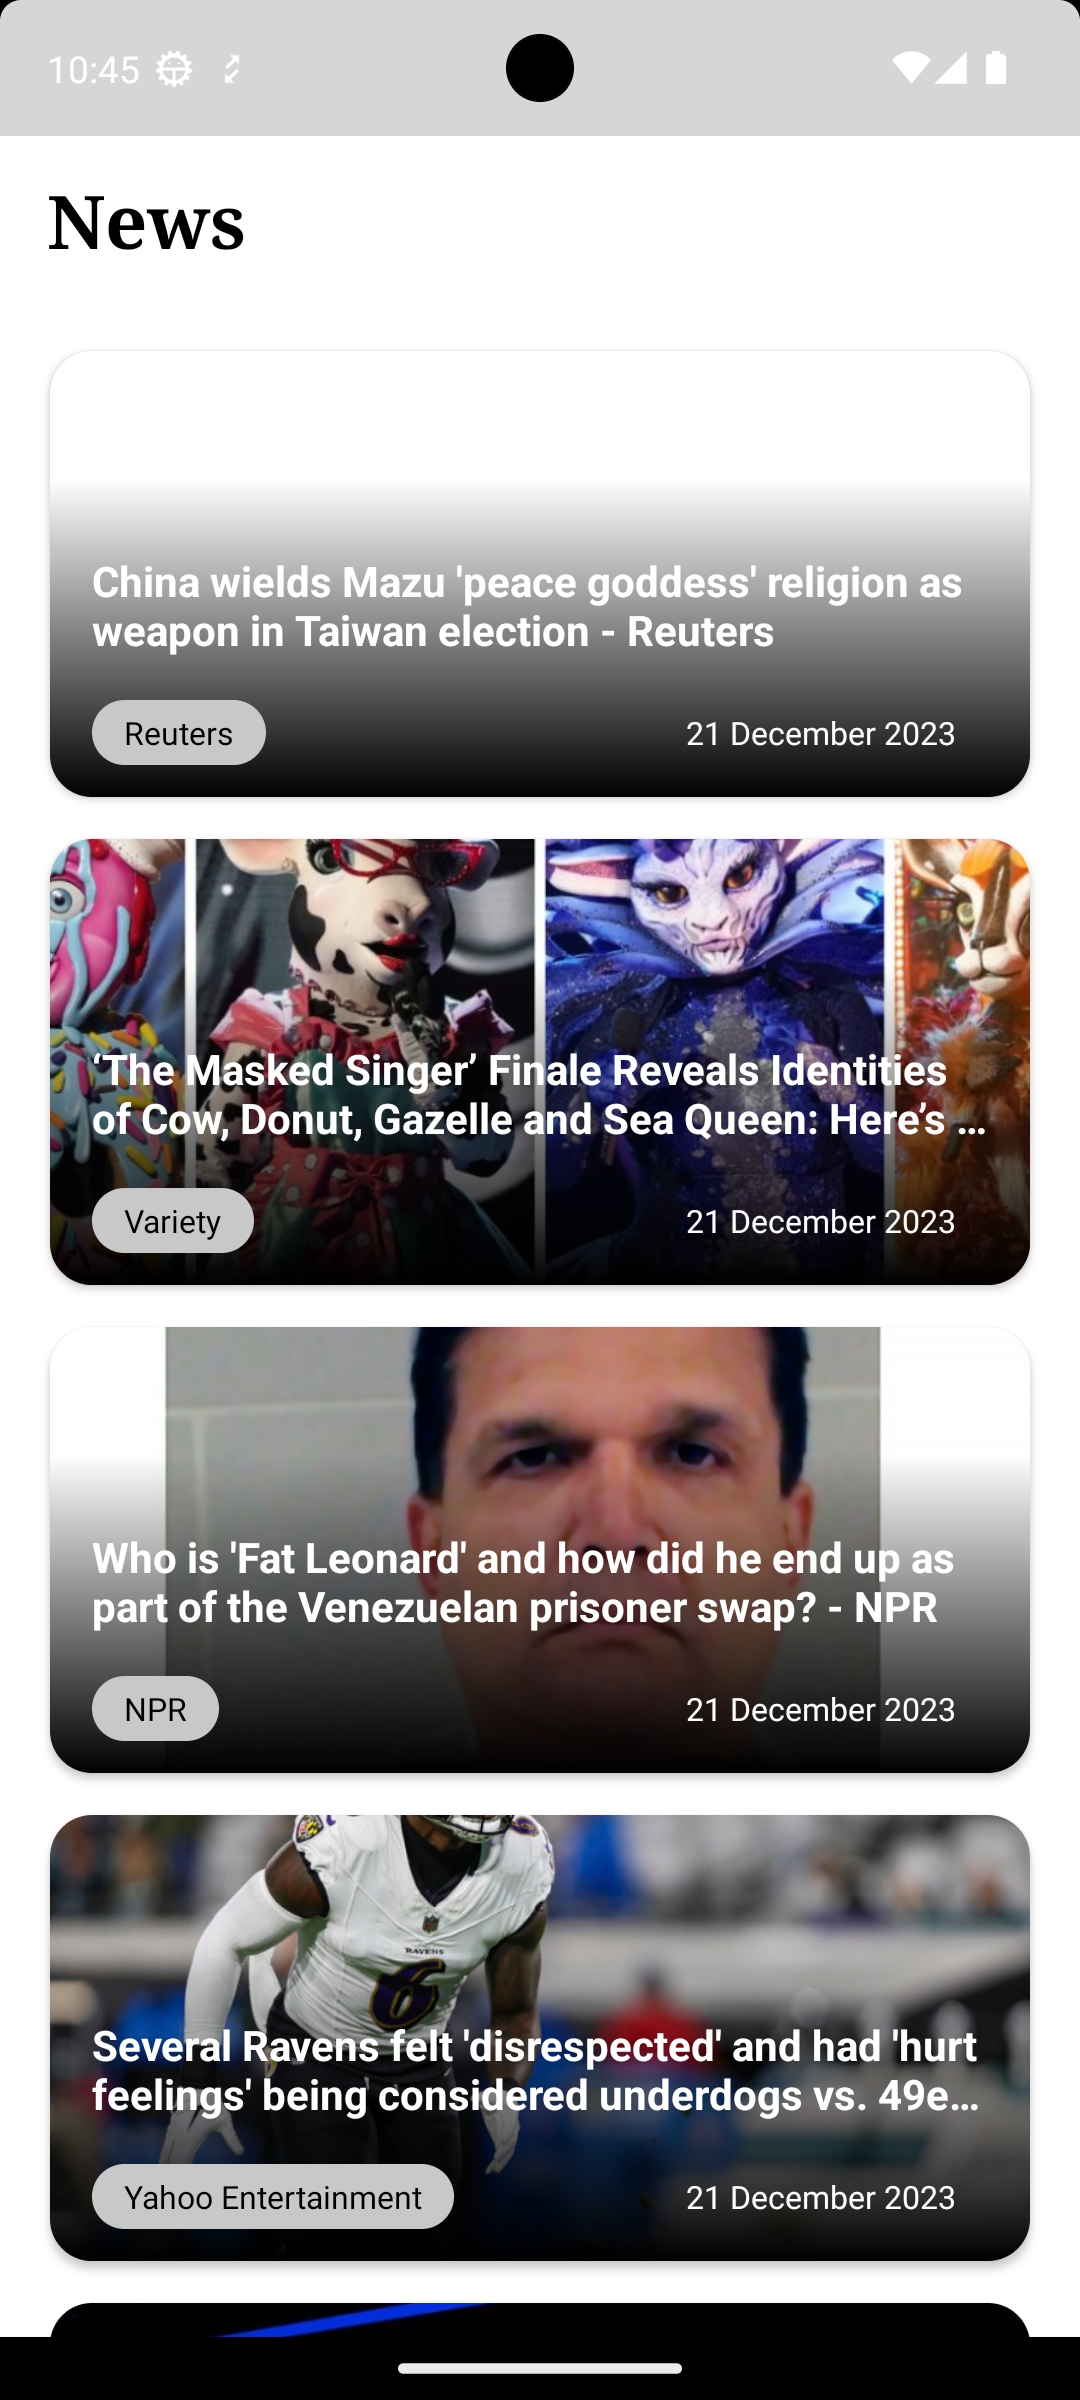 10:45
News
China wields Mazu 'peace goddess' religion as
weapon in Taiwan election - Reuters
Reuters
21 December 2023
‘The Masked Singer’ Finale Reveals Identities
of Cow, Donut, Gazelle and Sea Queen: Here’s ...
Variety
21 December 2023
Who is 'Fat Leonard' and how did he end up as
part of the Venezuelan prisoner swap? - NPR
NPR
21 December 2023
RAVENS
6
Several Ravens felt 'disrespected' and had 'hurt
feelings' being considered underdogs vs. 49e...
Yahoo Entertainment
21 December 2023